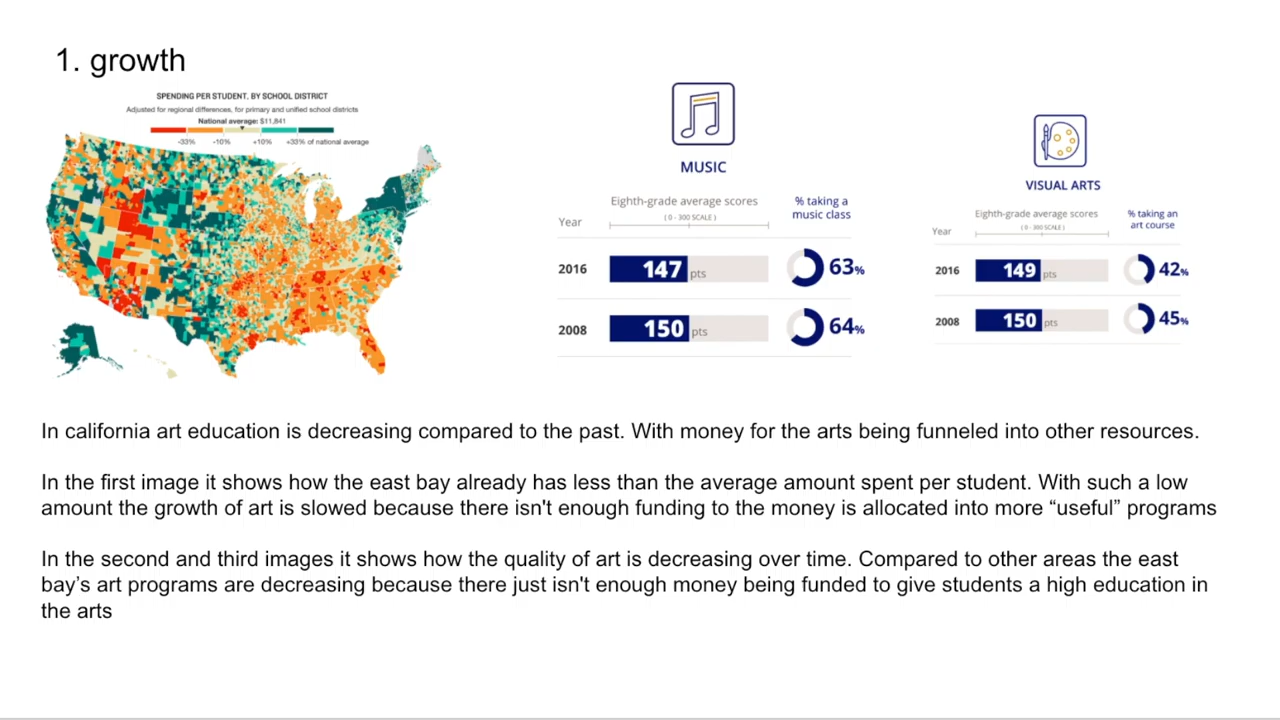 1. growth
SPENDING PER STUDENT, BY SCHOOL DISTRICT
Adjusted for regional differences, for primary and unified school districts
National average: $11,841
-33% -10% +10% +33% of national average
MUSIC
Eighth-grade average scores
( 0 - 300 SCALE )
% taking a
music class
Year
2016 147 pts 63%
2008 150 pts 64%
VISUAL ARTS
Eighth-grade average scores
( 0 - 300 SCALE )
% taking an
art course
Year
2016 149 pts 42%
2008 150 pts 45%
In california art education is decreasing compared to the past. With money for the arts being funneled into other resources.
In the first image it shows how the east bay already has less than the average amount spent per student. With such a low
amount the growth of art is slowed because there isn't enough funding to the money is allocated into more “useful” programs
In the second and third images it shows how the quality of art is decreasing over time. Compared to other areas the east
bay’s art programs are decreasing because there just isn't enough money being funded to give students a high education in
the arts